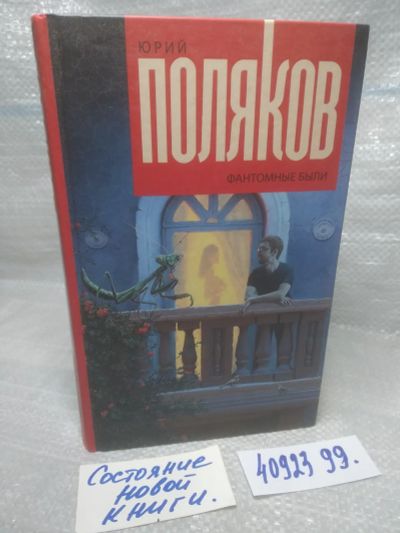 ЮРИЙ
ПОЛЯКОВ
ФАНТОМНЫЕ БЫЛИ
Состояние
новой
книги.
40923 99.